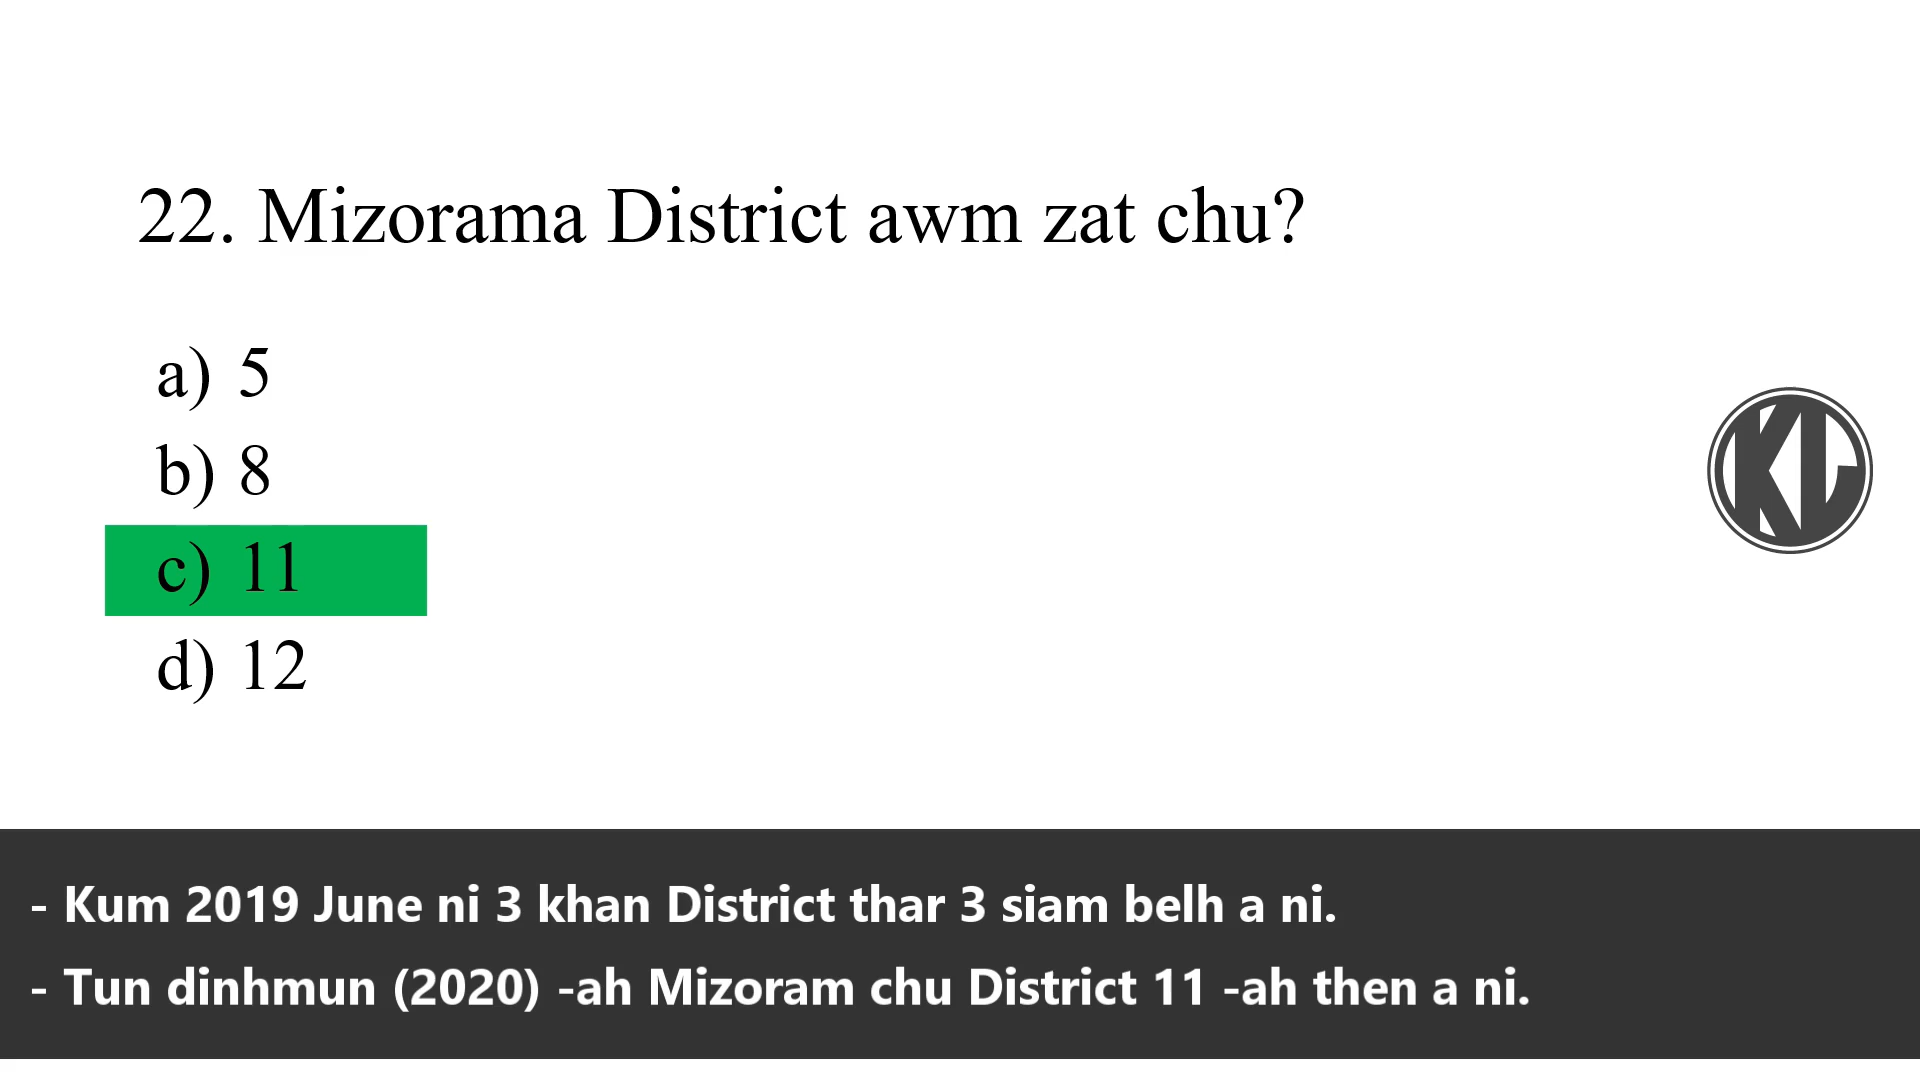 22. Mizorama District awm zat chu?
a) 5
b) 8
c) 11
d) 12
KL
- Kum 2019 June ni 3 khan District thar 3 siam belh a ni.
- Tun dinhmun (2020) -ah Mizoram chu District 11 -ah then a ni.